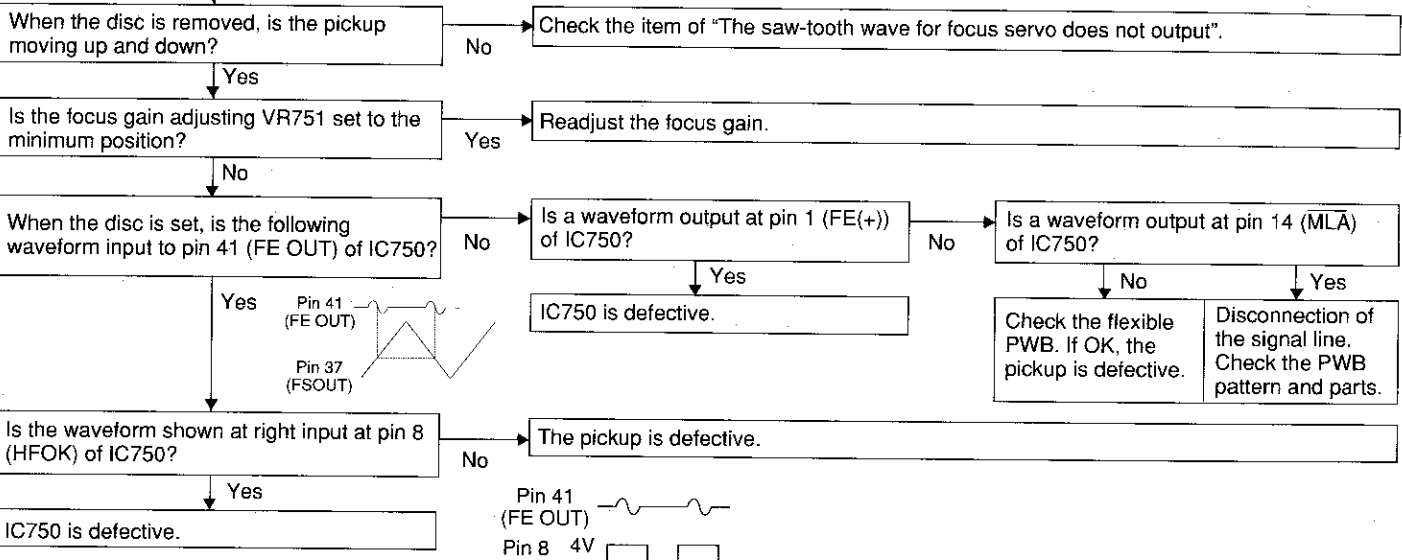 When the disc is removed, is the pickup
moving up and down?
No
Check the item of “The saw-tooth wave for focus servo does not output”.
Yes
Is the focus gain adjusting VR751 set to the
minimum position?
Yes
Readjust the focus gain.
No
When the disc is set, is the following
waveform input to pin 41 (FE OUT) of IC750?
No
Is a waveform output at pin 1 (FE(+))
of IC750?
No
Is a waveform output at pin 14 (M̅L̅A̅)
of IC750?
Yes
IC750 is defective.
No
Check the flexible
PWB. If OK, the
pickup is defective.
Yes
Disconnection of
the signal line.
Check the PWB
pattern and parts.
Yes
Pin 41
(FE OUT)
Pin 37
(FSOUT)
Is the waveform shown at right input at pin 8
(HFOK) of IC750?
No
The pickup is defective.
Yes
IC750 is defective.
Pin 41
(FE OUT)
Pin 8 4V